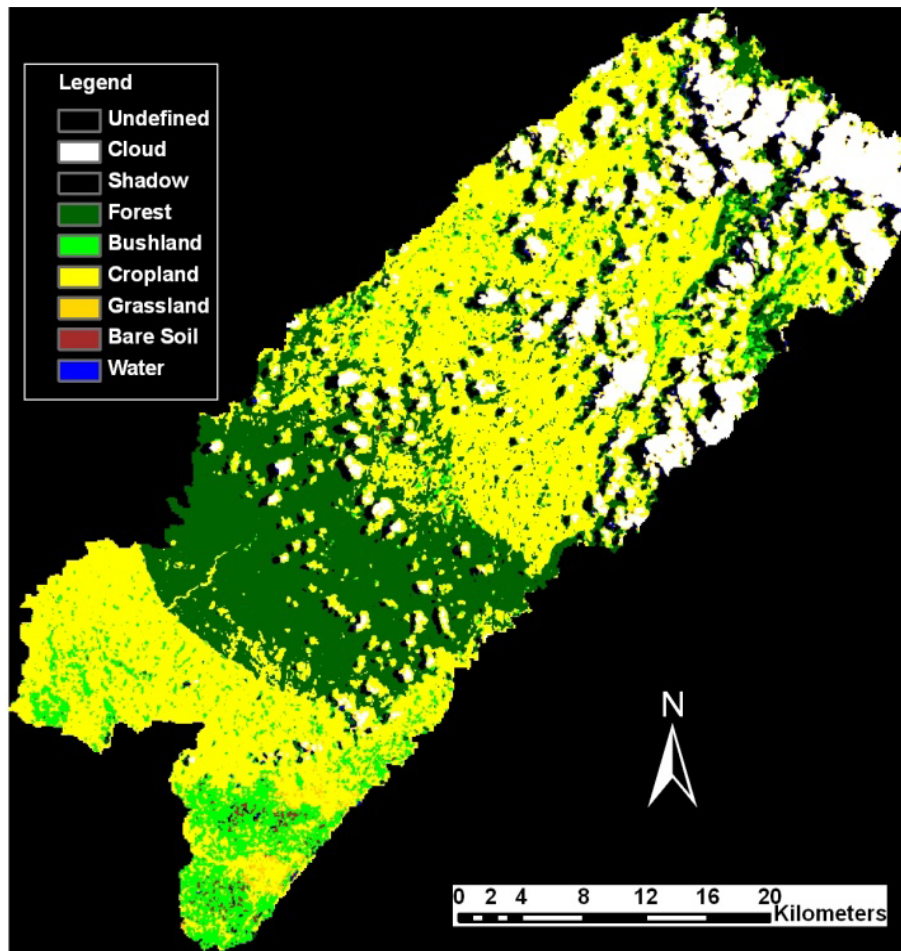 Legend
Undefined
Cloud
Shadow
Forest
Bushland
Cropland
Grassland
Bare Soil
Water
N
0 2 4 8 12 16 20
Kilometers